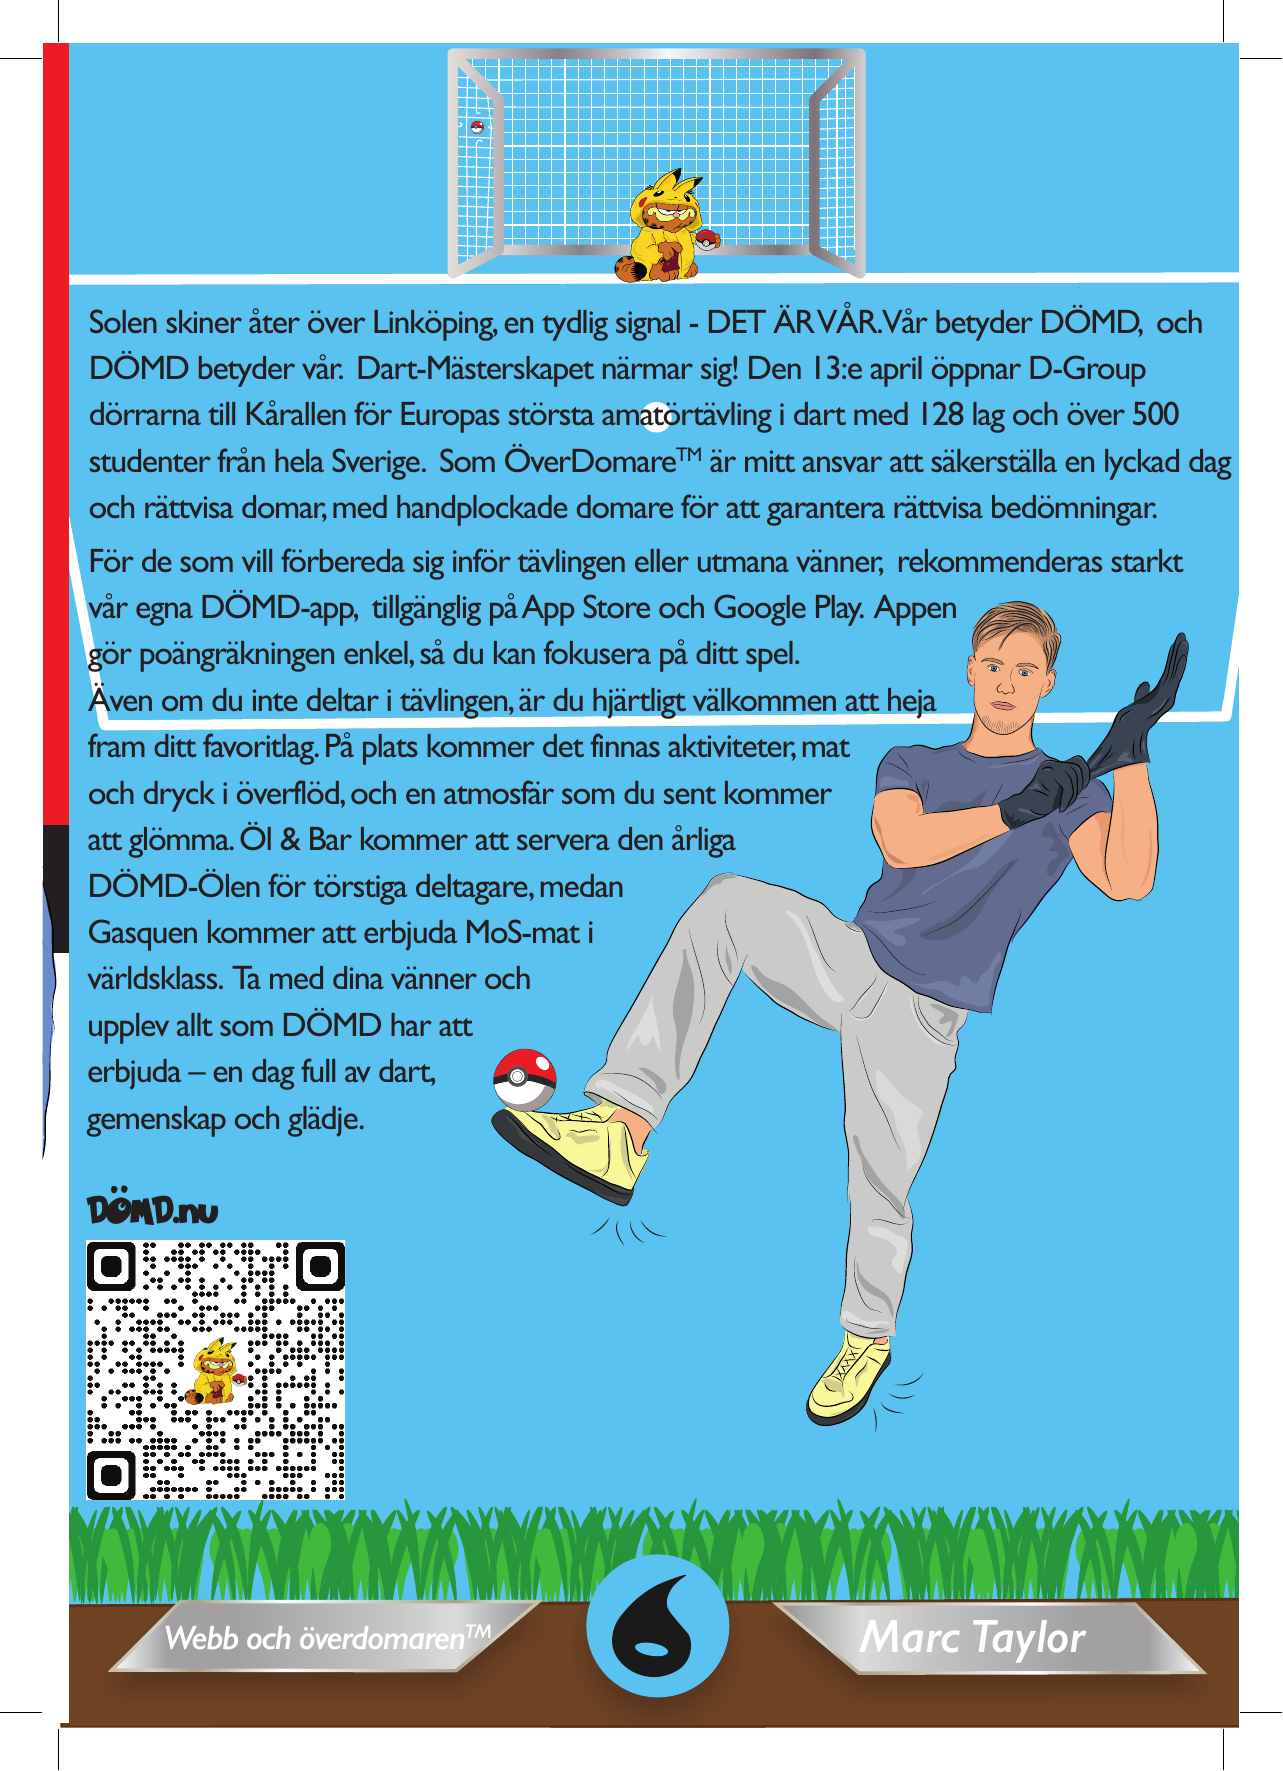 Solen skiner åter över Linköping, en tydlig signal - DET ÄR VÅR. Vår betyder DÖMD, och
DÖMD betyder vår. Dart-Mästerskapet närmar sig! Den 13:e april öppnar D-Group
dörrarna till Kårallen för Europas största amatörtävling i dart med 128 lag och över 500
studenter från hela Sverige. Som ÖverDomare™ är mitt ansvar att säkerställa en lyckad dag
och rättvisa domar, med handplockade domare för att garantera rättvisa bedömningar.
För de som vill förbereda sig inför tävlingen eller utmana vänner, rekommenderas starkt
vår egna DÖMD-app, tillgänglig på App Store och Google Play. Appen
gör poängräkningen enkel, så du kan fokusera på ditt spel.
Även om du inte deltar i tävlingen, är du hjärtligt välkommen att heja
fram ditt favoritlag. På plats kommer det finnas aktiviteter, mat
och dryck i överflöd, och en atmosfär som du sent kommer
att glömma. Öl & Bar kommer att servera den årliga
DÖMD-Ölen för törstiga deltagare, medan
Gasquen kommer att erbjuda MoS-mat i
världsklass. Ta med dina vänner och
upplev allt som DÖMD har att
erbjuda – en dag full av dart,
gemenskap och glädje.
DÖMD.nu
Webb och överdomaren™
Marc Taylor